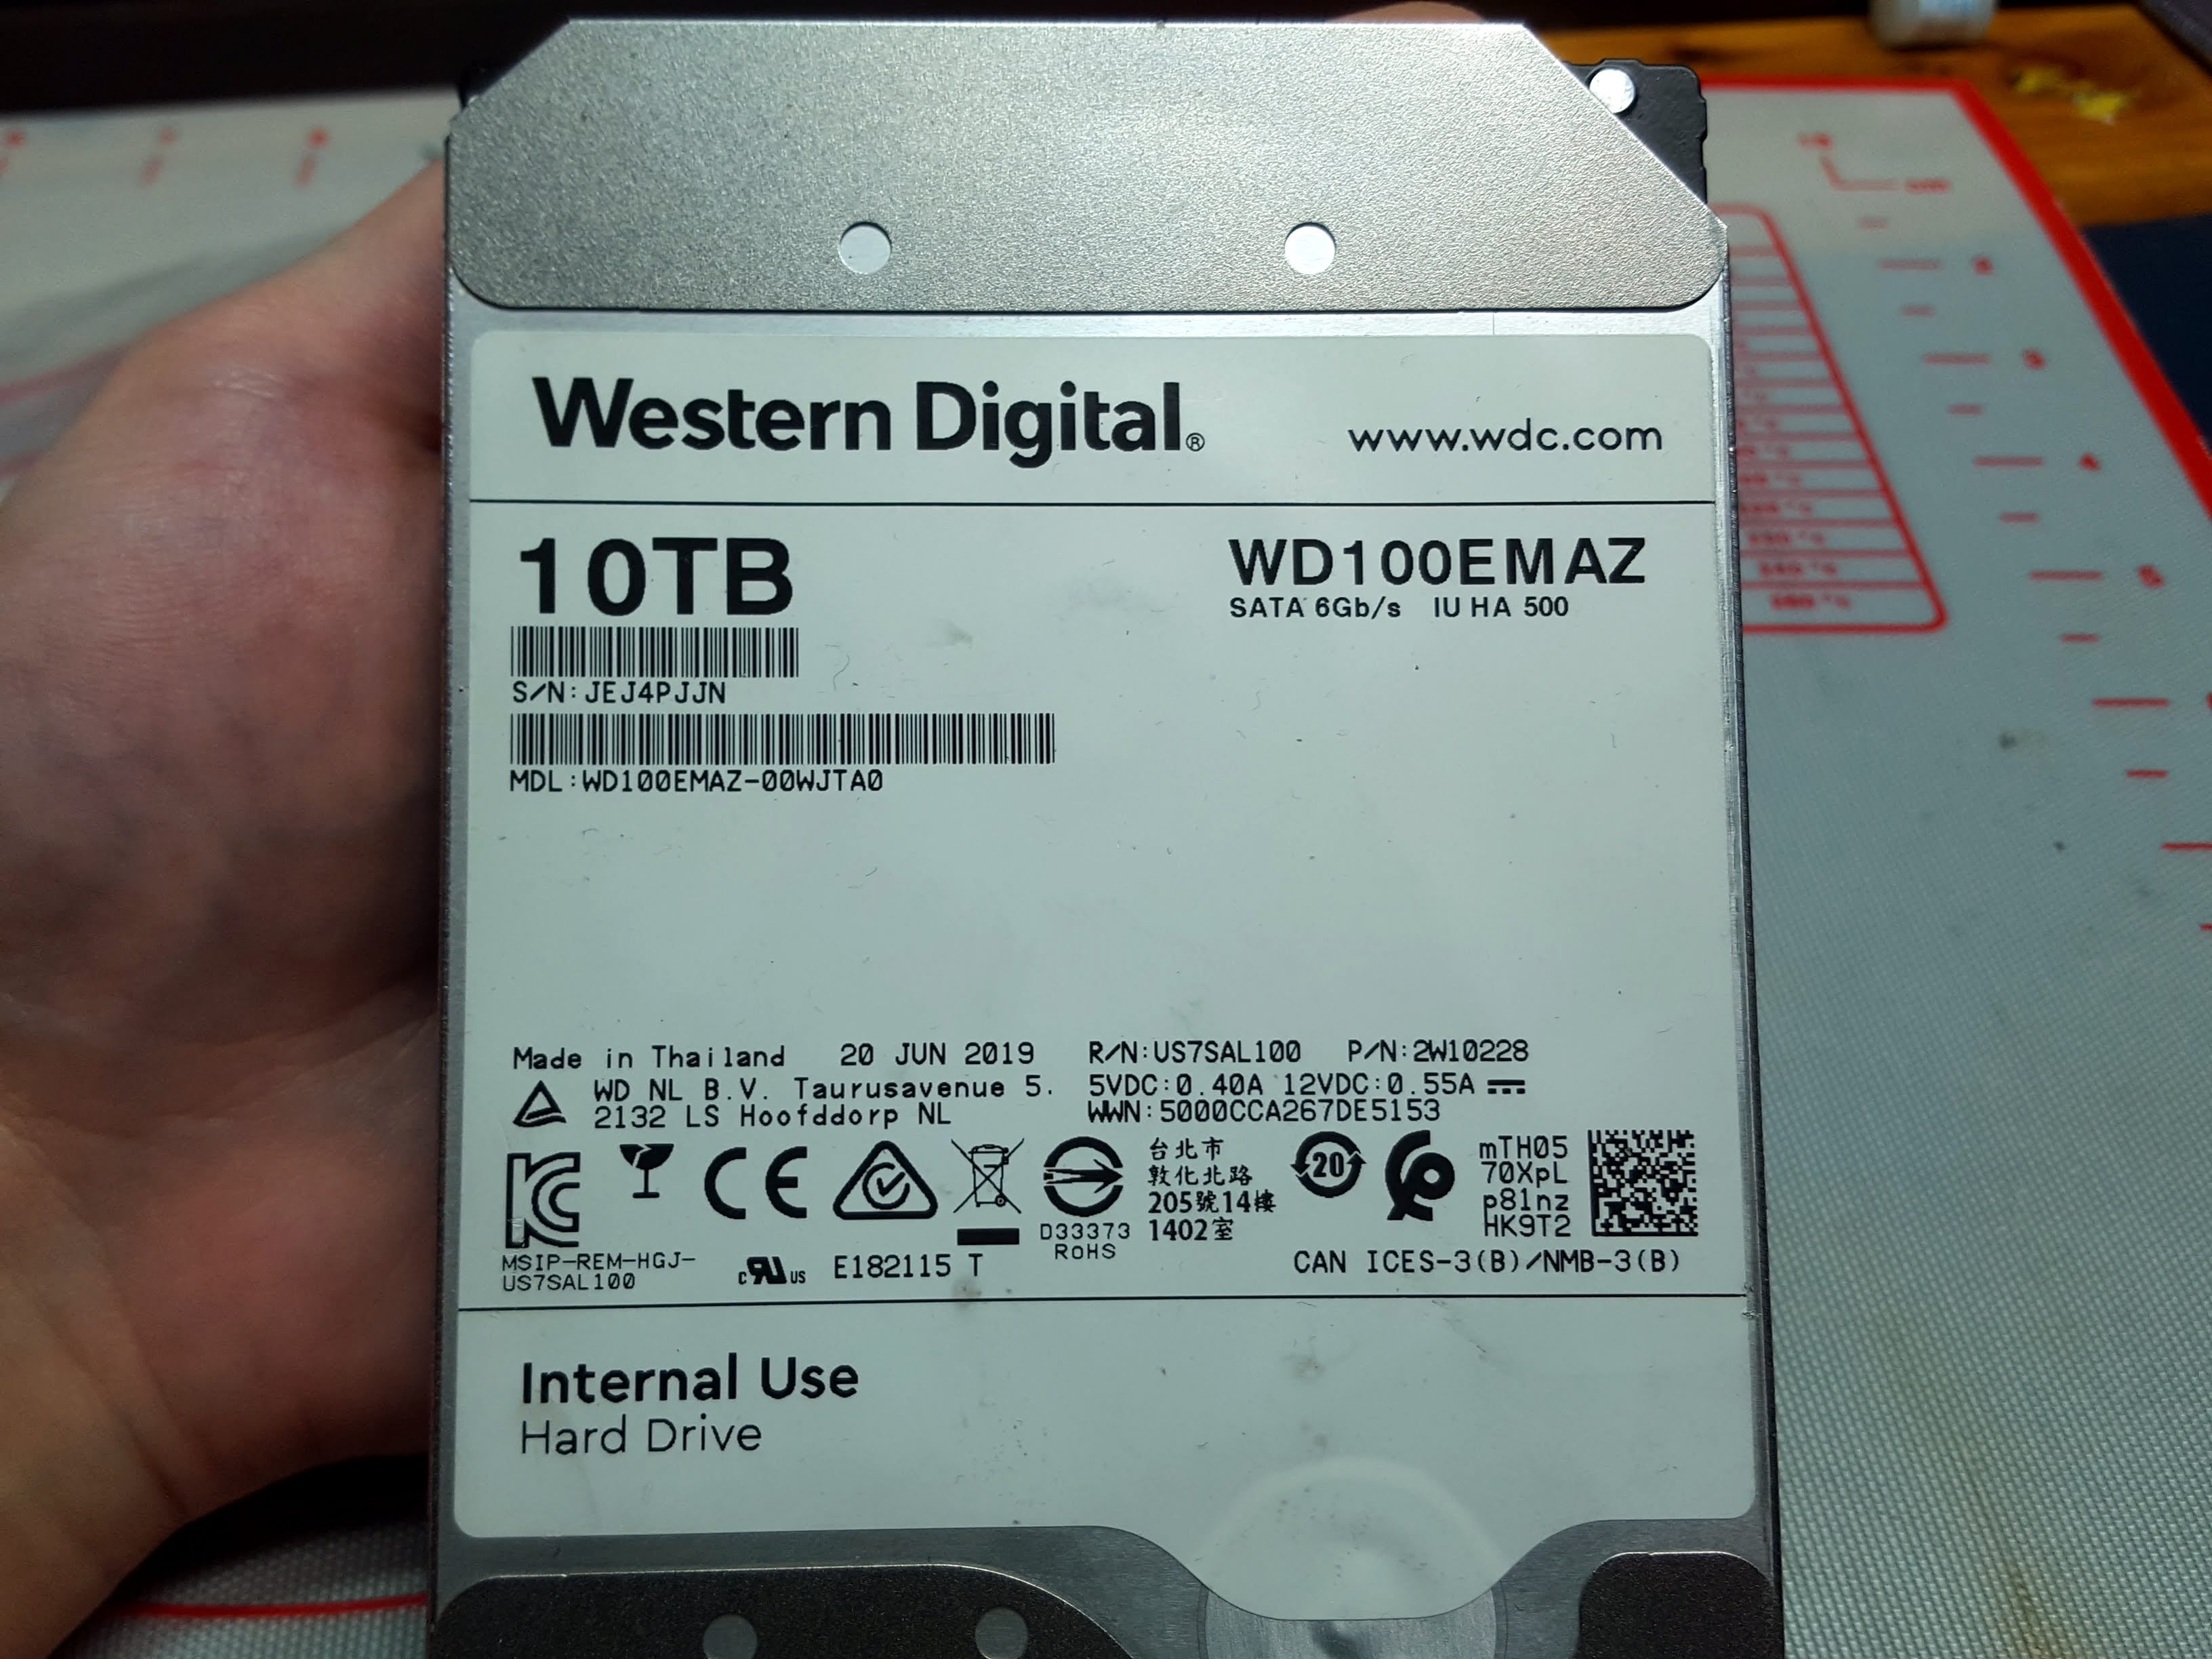 Western Digital®
www.wdc.com
10TB
WD100EMAZ
SATA 6Gb/s IU HA 500
S/N:JEJ4PJJN
MDL:WD100EMAZ-00WJTA0
Made in Thailand 20 JUN 2019 R/N:US7SAL100 P/N:2W10228
WD NL B.V. Taurusavenue 5. 5VDC:0.40A 12VDC:0.55A
2132 LS Hoofddorp NL WWN:5000CCA267DE5153
台北市
敦化北路
205號14樓
1402室
20
mTH05
70XpL
p81nz
HK9T2
D33373
RoHS
MSIP-REM-HGJ-
US7SAL100
c RU US E182115 T
CAN ICES-3(B)/NMB-3(B)
Internal Use
Hard Drive